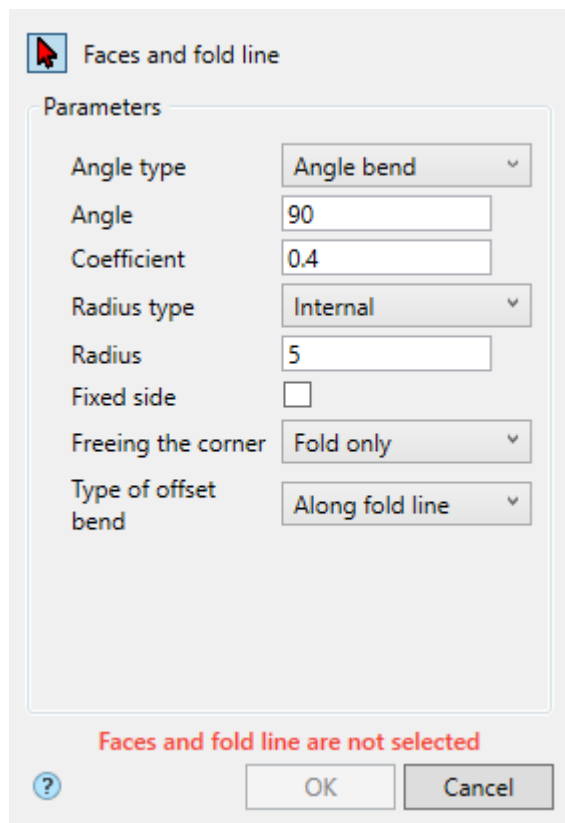 Faces and fold line
Parameters
Angle type
Angle bend
Angle
90
Coefficient
0.4
Radius type
Internal
Radius
5
Fixed side
Freeing the corner
Fold only
Type of offset
bend
Along fold line
Faces and fold line are not selected
?
OK
Cancel